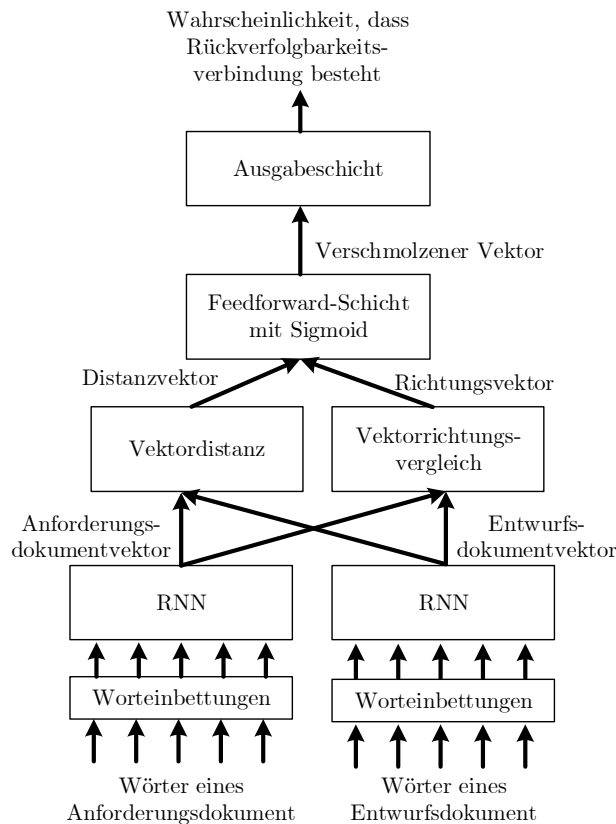 Wahrscheinlichkeit, dass
Rückverfolgbarkeits-
verbindung besteht
Ausgabeschicht
Verschmolzener Vektor
Feedforward-Schicht
mit Sigmoid
Distanzvektor
Richtungsvektor
Vektordistanz
Vektorrichtungs-
vergleich
Anforderungs-
dokumentvektor
Entwurfs-
dokumentvektor
RNN
RNN
Worteinbettungen
Worteinbettungen
Wörter eines
Anforderungsdokument
Wörter eines
Entwurfsdokument